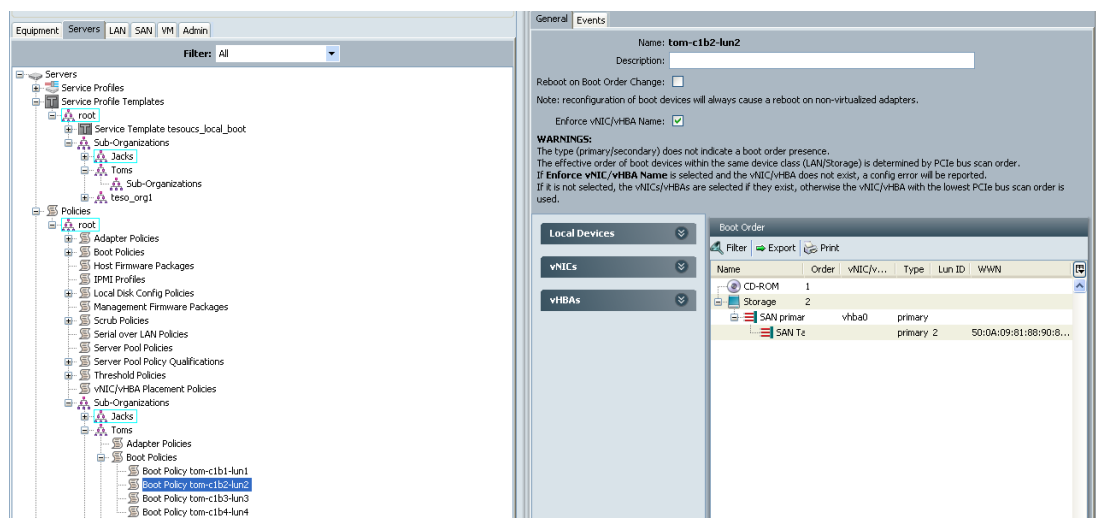 Equipment Servers LAN SAN VM Admin
Filter: All
Servers
Service Profiles
Service Profile Templates
root
Service Template tesoucs_local_boot
Sub-Organizations
Jacks
Toms
Sub-Organizations
teso_org1
Policies
root
Adapter Policies
Boot Policies
Host Firmware Packages
IPMI Profiles
Local Disk Config Policies
Management Firmware Packages
Scrub Policies
Serial over LAN Policies
Server Pool Policies
Server Pool Policy Qualifications
Threshold Policies
vNIC/vHBA Placement Policies
Sub-Organizations
Jacks
Toms
Adapter Policies
Boot Policies
Boot Policy tom-c1b1-lun1
Boot Policy tom-c1b2-lun2
Boot Policy tom-c1b3-lun3
Boot Policy tom-c1b4-lun4
General Events
Name: tom-c1b2-lun2
Description:
Reboot on Boot Order Change:
Note: reconfiguration of boot devices will always cause a reboot on non-virtualized adapters.
Enforce vNIC/vHBA Name:
WARNINGS:
The type (primary/secondary) does not indicate a boot order presence.
The effective order of boot devices within the same device class (LAN/Storage) is determined by PCIe bus scan order.
If Enforce vNIC/vHBA Name is selected and the vNIC/vHBA does not exist, a config error will be reported.
If it is not selected, the vNICs/vHBAs are selected if they exist, otherwise the vNIC/vHBA with the lowest PCIe bus scan order is
used.
Local Devices
vNICs
vHBAs
Boot Order
Filter Export Print
Name Order vNIC/v... Type Lun ID WWN
CD-ROM 1
Storage 2
SAN primar vhba0 primary
SAN Ta primary 2 50:0A:09:81:88:90:8...